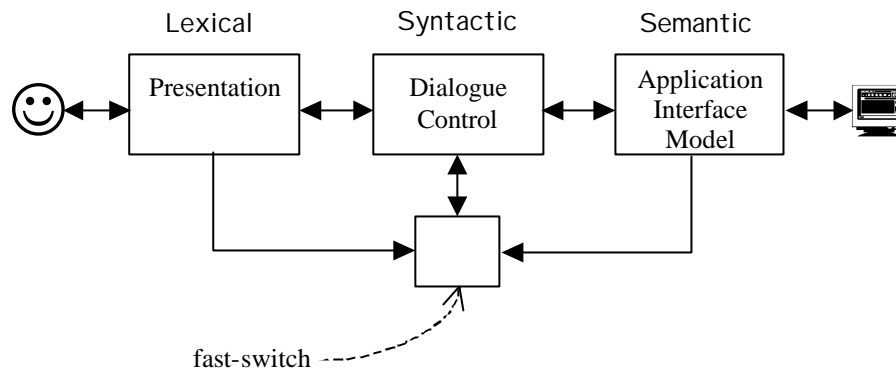 Lexical
Syntactic
Semantic
Presentation
Dialogue
Control
Application
Interface
Model
fast-switch